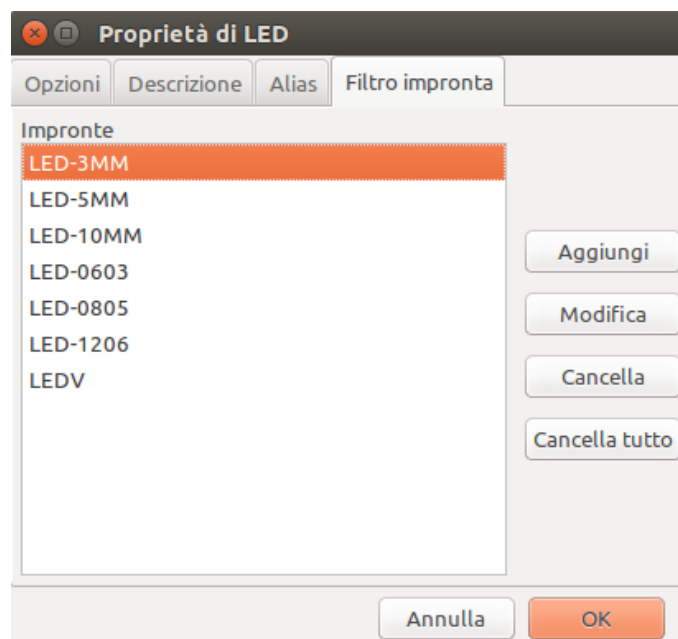 Proprietà di LED
Opzioni Descrizione Alias Filtro impronta
Impronte
LED-3MM
LED-5MM
LED-10MM
LED-0603
LED-0805
LED-1206
LEDV
Aggiungi
Modifica
Cancella
Cancella tutto
Annulla OK